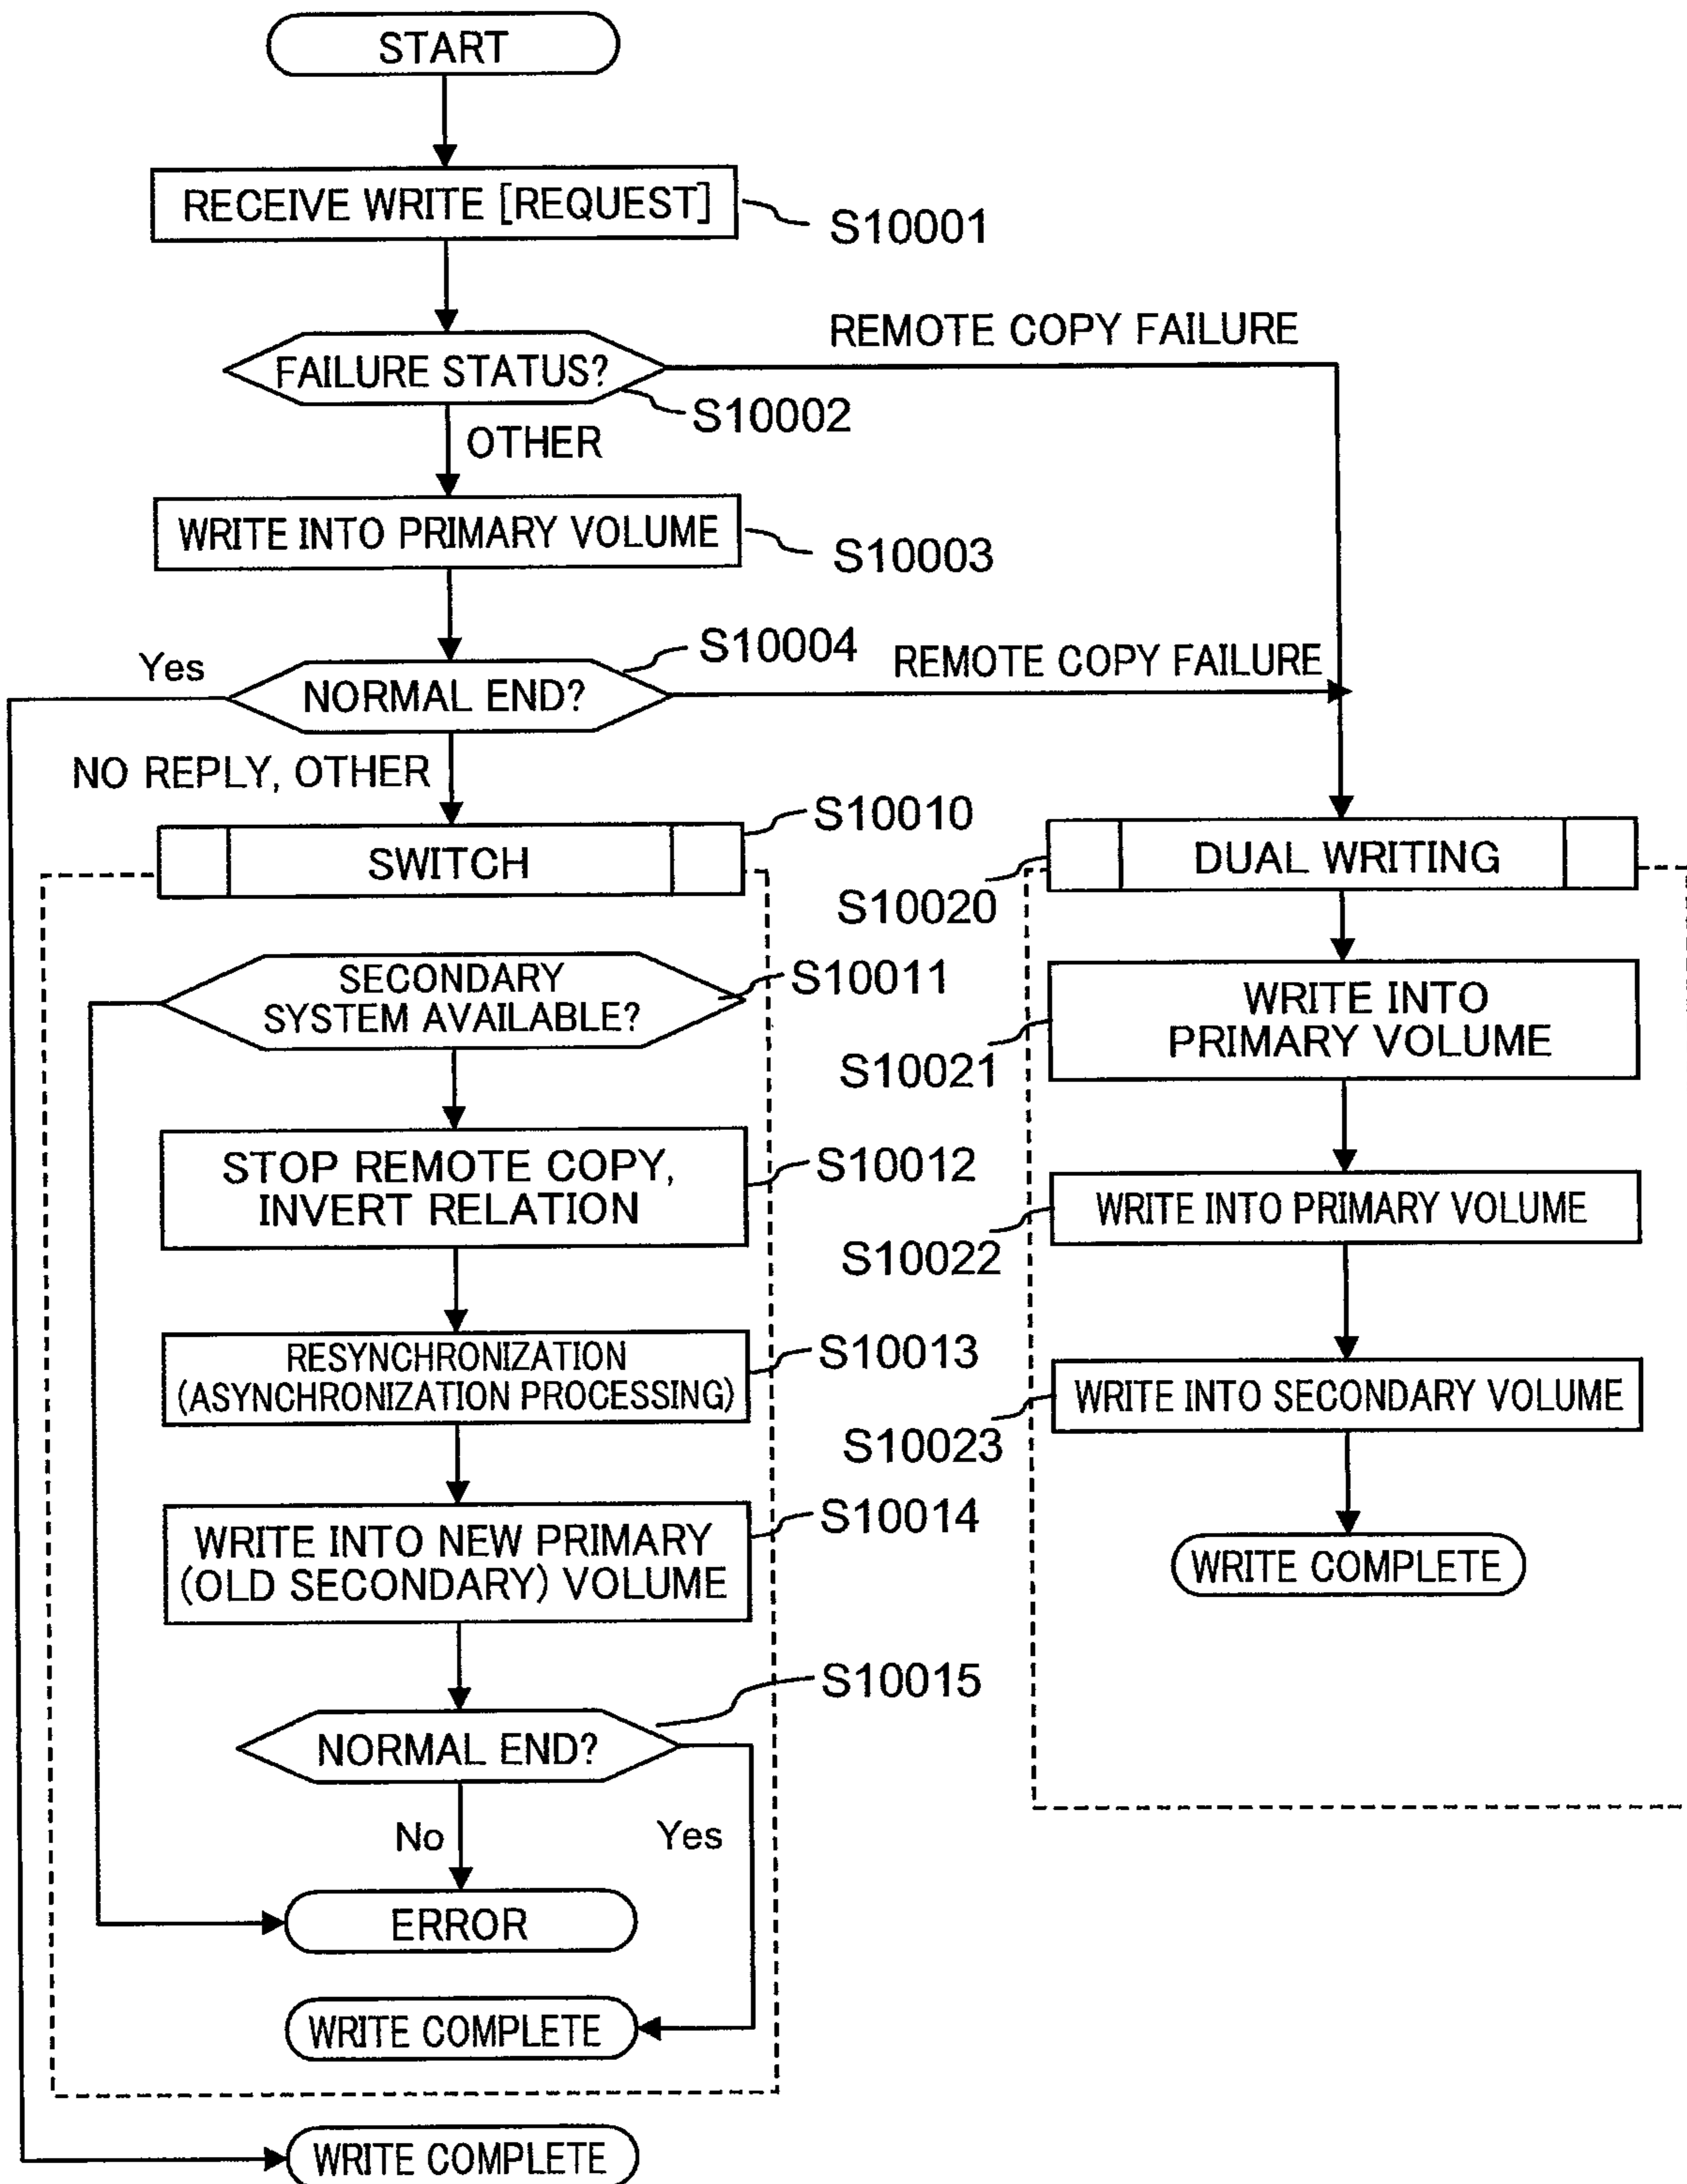 START
RECEIVE WRITE [REQUEST]
S10001
REMOTE COPY FAILURE
FAILURE STATUS?
S10002
OTHER
WRITE INTO PRIMARY VOLUME
S10003
Yes
NORMAL END?
S10004
REMOTE COPY FAILURE
NO REPLY, OTHER
SWITCH
S10010
SECONDARY
SYSTEM AVAILABLE?
S10011
STOP REMOTE COPY,
INVERT RELATION
S10012
RESYNCHRONIZATION
(ASYNCHRONIZATION PROCESSING)
S10013
WRITE INTO NEW PRIMARY
(OLD SECONDARY) VOLUME
S10014
NORMAL END?
S10015
No
Yes
ERROR
WRITE COMPLETE
WRITE COMPLETE
DUAL WRITING
S10020
WRITE INTO
PRIMARY VOLUME
S10021
WRITE INTO PRIMARY VOLUME
S10022
WRITE INTO SECONDARY VOLUME
S10023
WRITE COMPLETE